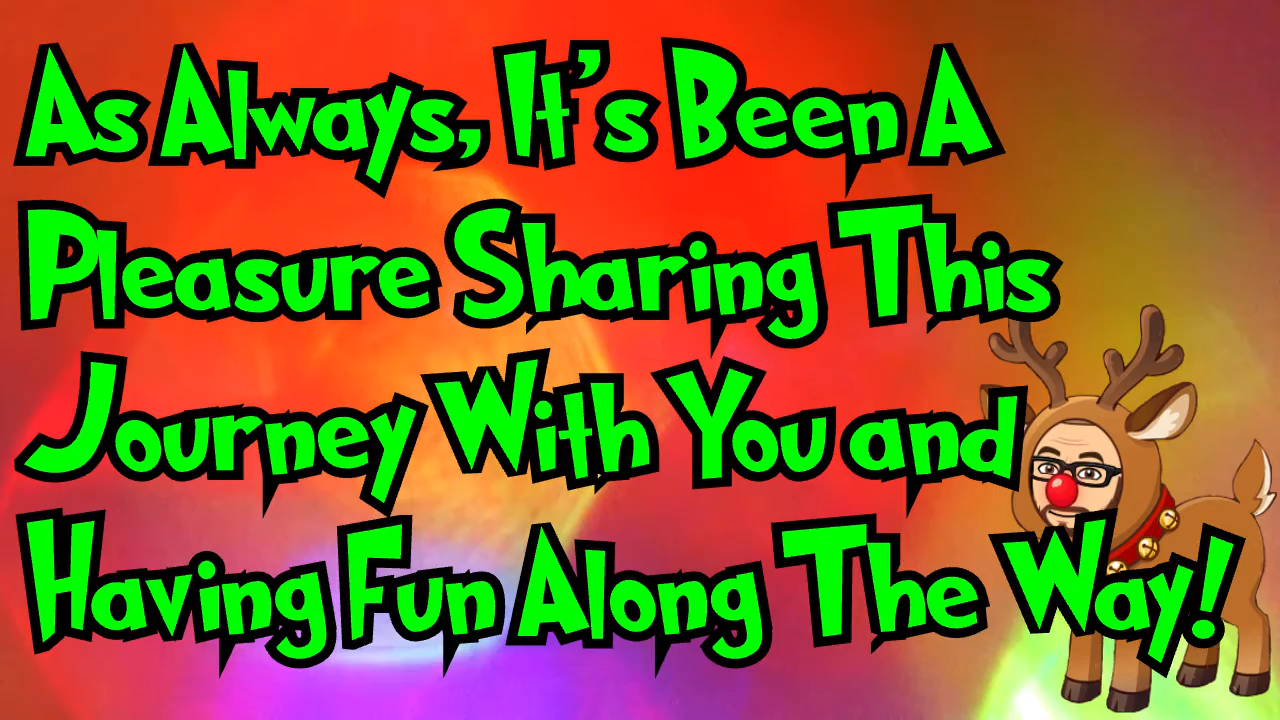 As Always, It's Been A
Pleasure Sharing This
Journey With You and
Having Fun Along The Way!